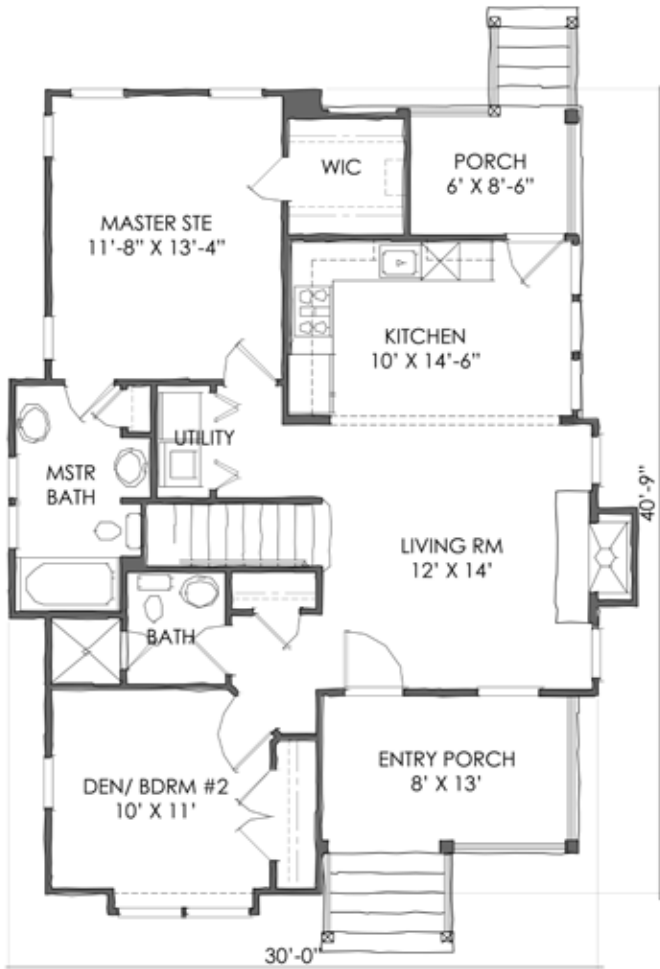 WIC
PORCH
6' X 8'-6"
MASTER STE
11'-8" X 13'-4"
KITCHEN
10' X 14'-6"
UTILITY
MSTR
BATH
40'-9"
LIVING RM
12' X 14'
BATH
ENTRY PORCH
8' X 13'
DEN/ BDRM #2
10' X 11'
30'-0"